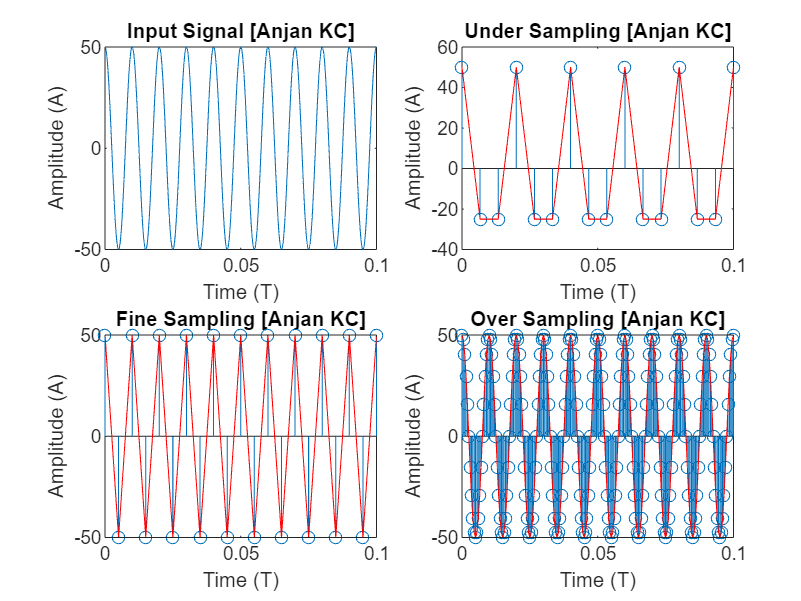 Input Signal [Anjan KC]
Amplitude (A)
50
0
-50
0
0.05
0.1
Time (T)
Under Sampling [Anjan KC]
Amplitude (A)
60
40
20
0
-20
-40
0
0.05
0.1
Time (T)
Fine Sampling [Anjan KC]
Amplitude (A)
50
0
-50
0
0.05
0.1
Time (T)
Over Sampling [Anjan KC]
Amplitude (A)
50
0
-50
0
0.05
0.1
Time (T)